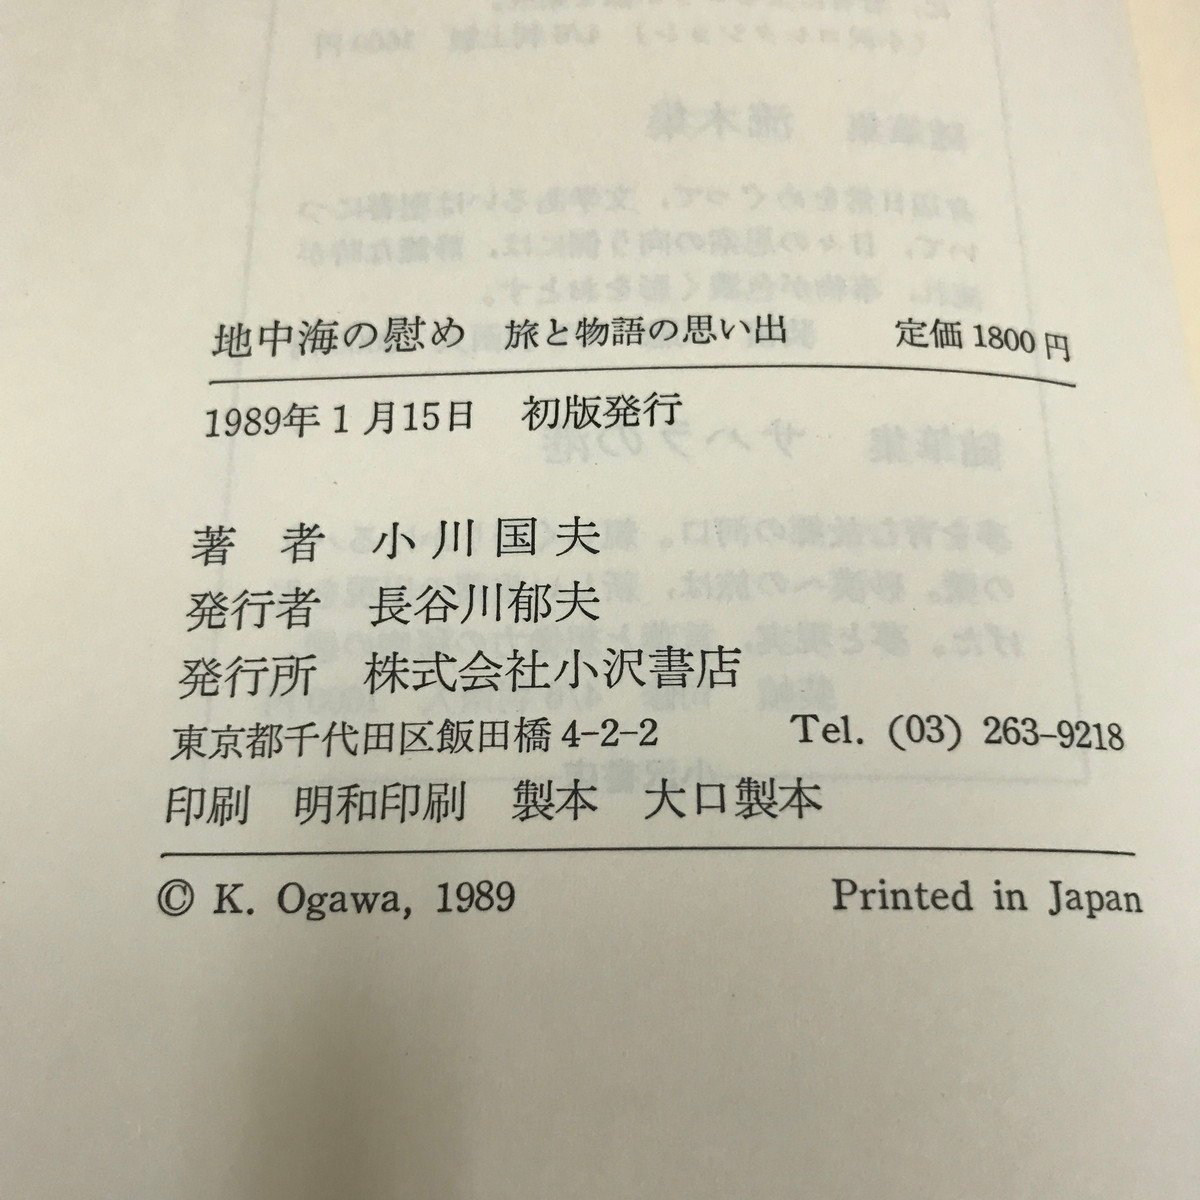 地中海の慰め 旅と物語の思い出 定価1800円
1989年1月15日 初版発行
著 者 小川国夫
発行者 長谷川郁夫
発行所 株式会社小沢書店
東京都千代田区飯田橋4-2-2 Tel. (03) 263-9218
印刷 明和印刷 製本 大口製本
© K. Ogawa, 1989 Printed in Japan